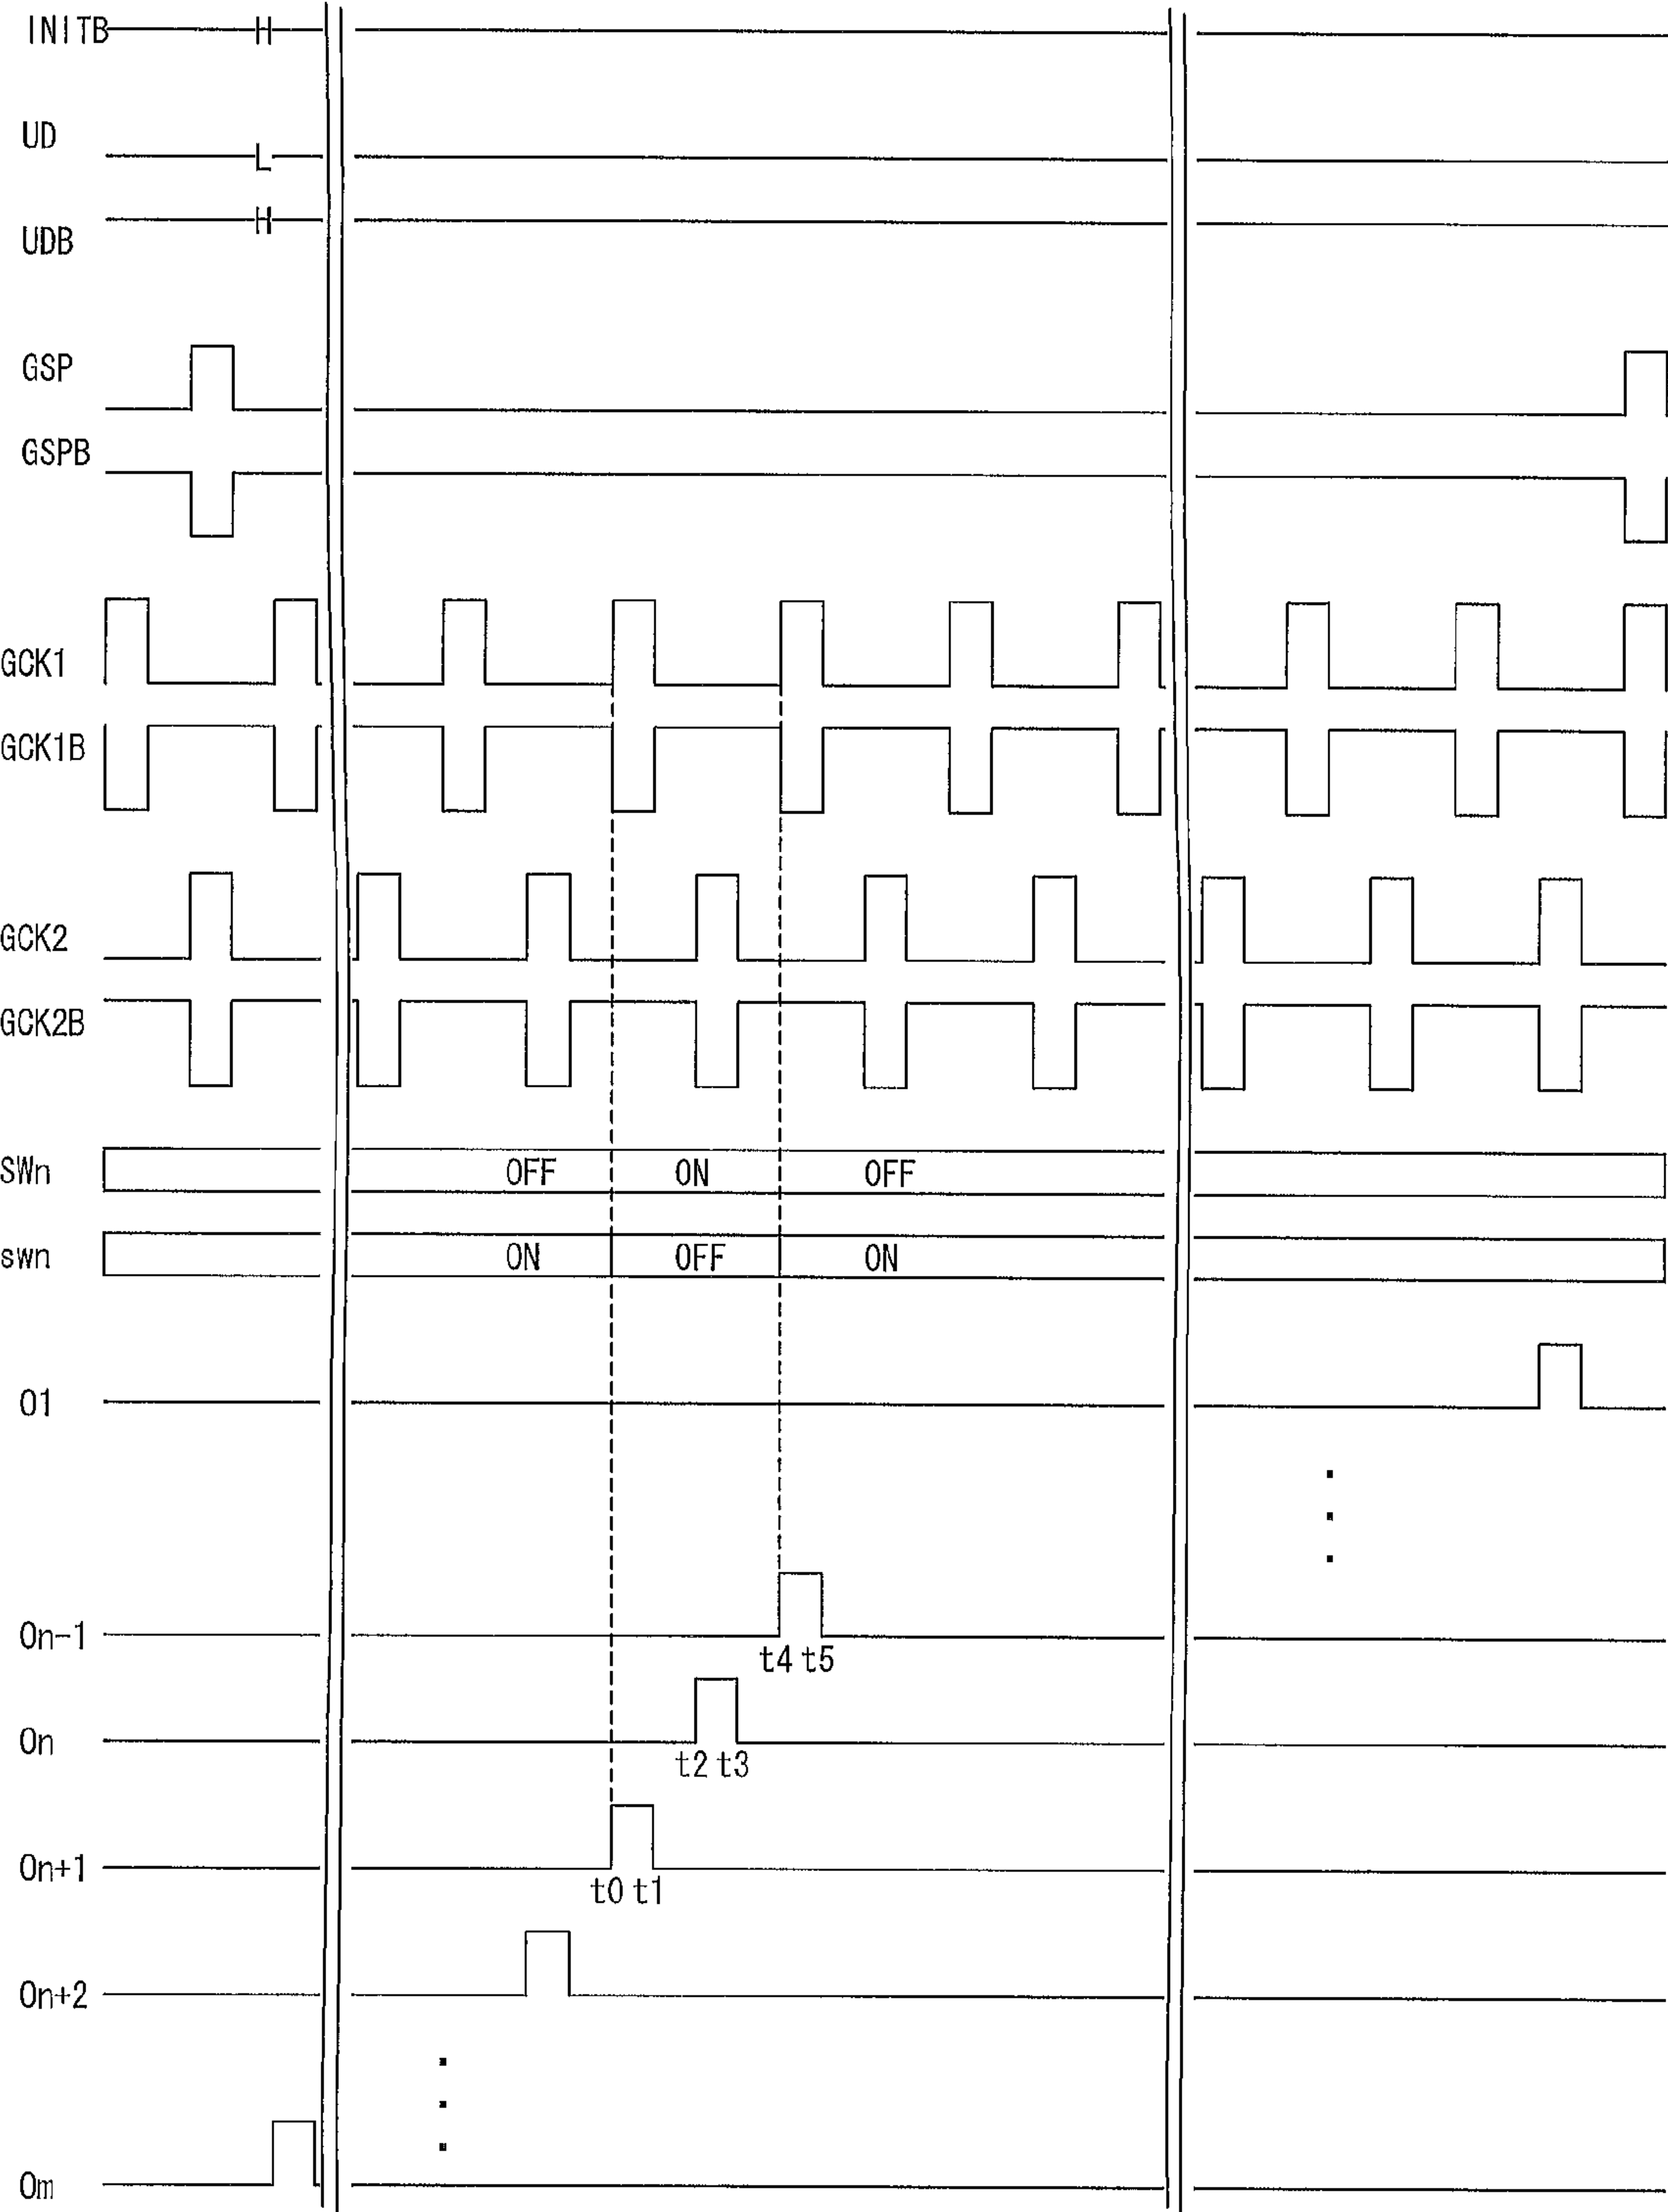 INITB H
UD L
UDB H
GSP
GSPB
GCK1
GCK1B
GCK2
GCK2B
SWn OFF ON OFF
swn ON OFF ON
O1
On-1
t4 t5
On
t2 t3
On+1
t0 t1
On+2
Om